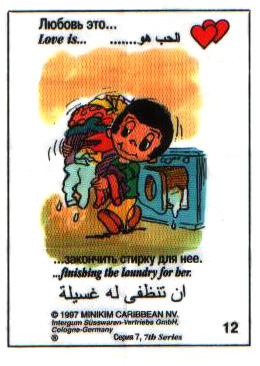 Любовь это...
Love is...
الحب هو.......
...закончить стирку для нее.
...finishing the laundry for her.
ان تنظفى له غسيلة
© 1997 MINIKIM CARIBBEAN NV.
Intergum Süsswaren-Vertriebs GmbH,
Cologne-Germany
® Серия 7, 7th Series
12